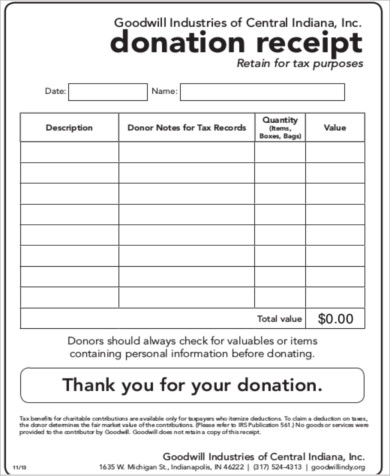 Goodwill Industries of Central Indiana, Inc.
donation receipt
Retain for tax purposes
Date: Name:
Description Donor Notes for Tax Records Quantity (Items, Boxes, Bags) Value
Total value $0.00
Donors should always check for valuables or items
containing personal information before donating.
Thank you for your donation.
Tax benefits for charitable contributions are available only for taxpayers who itemize deductions. To claim a deduction on taxes,
the donor determines the fair market value of the contributions. (Please refer to IRS Publication 561.) No goods or services were
provided to the contributor by Goodwill. Goodwill does not retain a copy of this receipt.
Goodwill Industries of Central Indiana, Inc.
11/13 1635 W. Michigan St., Indianapolis, IN 46222 | (317) 524-4313 | goodwillindy.org